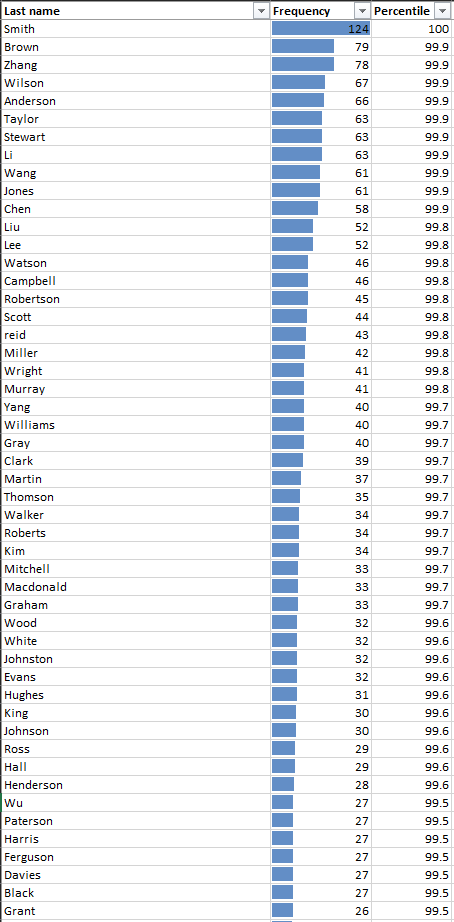 Last name Frequency Percentile
Smith 124 100
Brown 79 99.9
Zhang 78 99.9
Wilson 67 99.9
Anderson 66 99.9
Taylor 63 99.9
Stewart 63 99.9
Li 63 99.9
Wang 61 99.9
Jones 61 99.9
Chen 58 99.9
Liu 52 99.8
Lee 52 99.8
Watson 46 99.8
Campbell 46 99.8
Robertson 45 99.8
Scott 44 99.8
reid 43 99.8
Miller 42 99.8
Wright 41 99.8
Murray 41 99.8
Yang 40 99.7
Williams 40 99.7
Gray 40 99.7
Clark 39 99.7
Martin 37 99.7
Thomson 35 99.7
Walker 34 99.7
Roberts 34 99.7
Kim 34 99.7
Mitchell 33 99.7
Macdonald 33 99.7
Graham 33 99.7
Wood 32 99.6
White 32 99.6
Johnston 32 99.6
Evans 32 99.6
Hughes 31 99.6
King 30 99.6
Johnson 30 99.6
Ross 29 99.6
Hall 29 99.6
Henderson 28 99.6
Wu 27 99.5
Paterson 27 99.5
Harris 27 99.5
Ferguson 27 99.5
Davies 27 99.5
Black 27 99.5
Grant 26 99.5